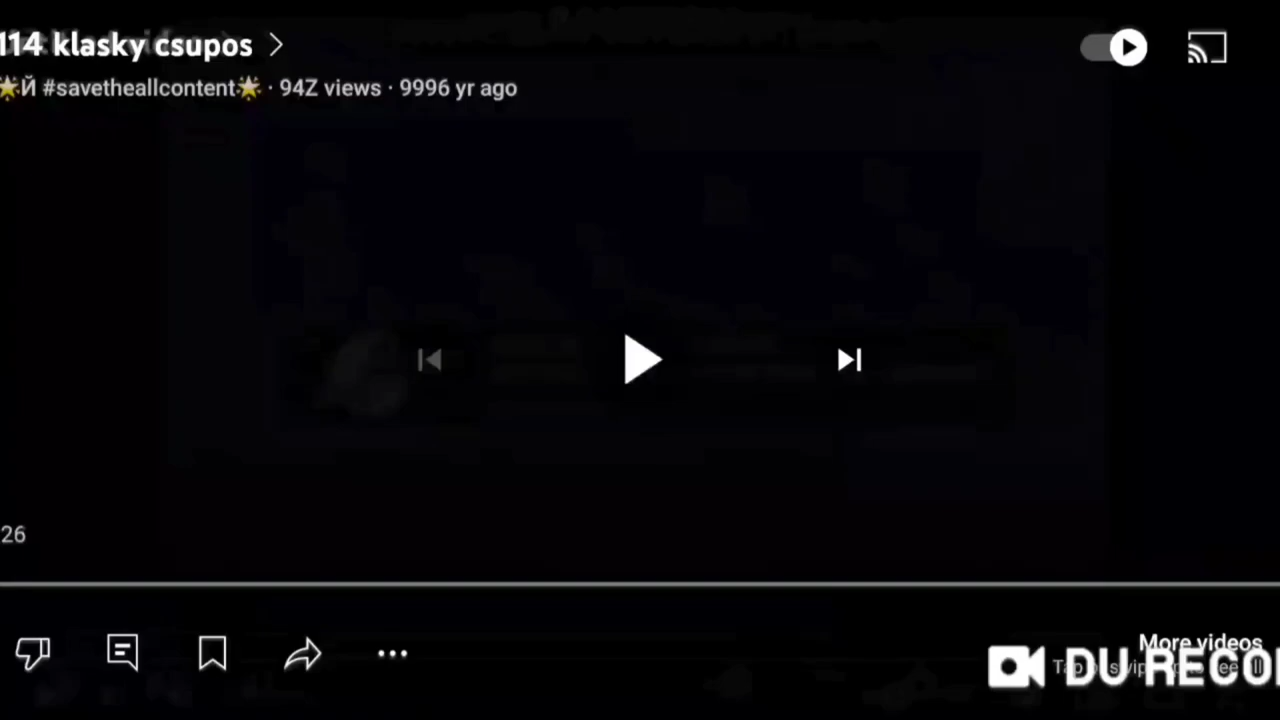 114 klasky csupos
🌟Й #savetheallcontent🌟 · 94Z views · 9996 yr ago
26
More videos
DU RECO